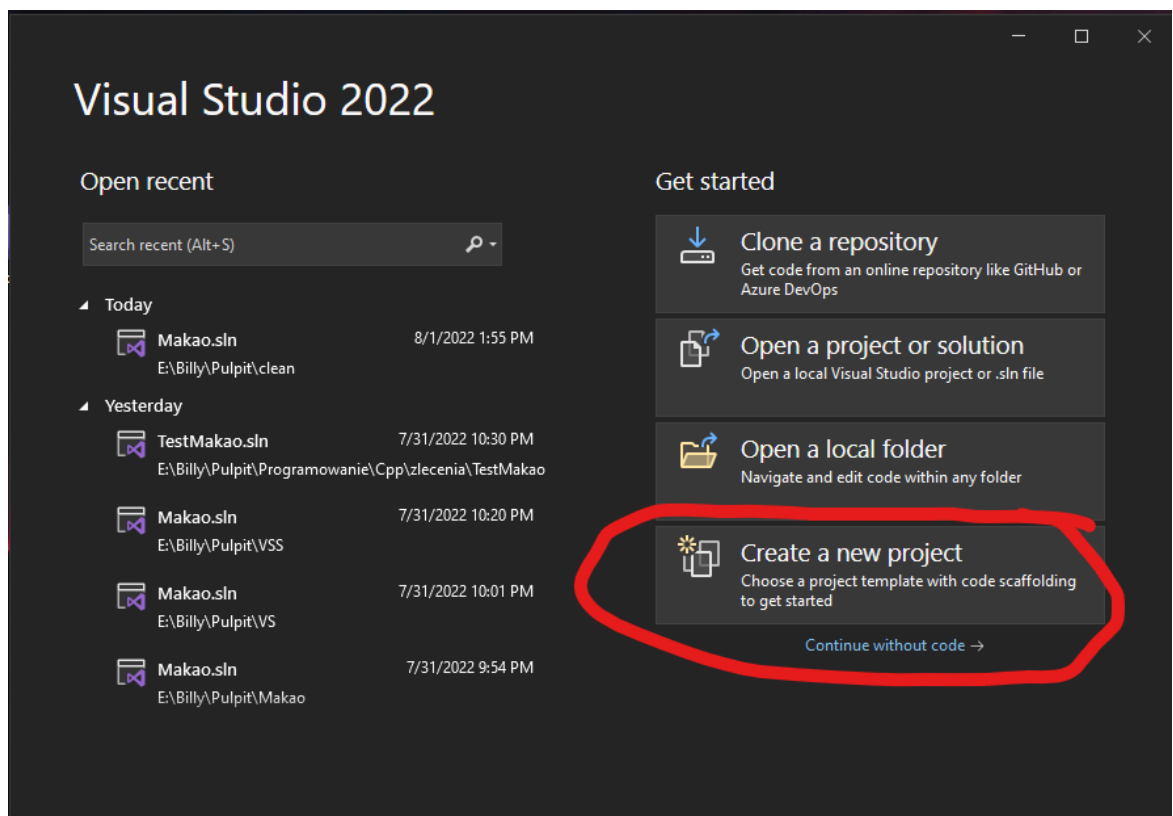 Visual Studio 2022
Open recent
Search recent (Alt+S)
Today
Makao.sln 8/1/2022 1:55 PM
E:\Billy\Pulpit\clean
Yesterday
TestMakao.sln 7/31/2022 10:30 PM
E:\Billy\Pulpit\Programowanie\Cpp\zlecenia\TestMakao
Makao.sln 7/31/2022 10:20 PM
E:\Billy\Pulpit\VSS
Makao.sln 7/31/2022 10:01 PM
E:\Billy\Pulpit\VS
Makao.sln 7/31/2022 9:54 PM
E:\Billy\Pulpit\Makao
Get started
Clone a repository
Get code from an online repository like GitHub or
Azure DevOps
Open a project or solution
Open a local Visual Studio project or .sln file
Open a local folder
Navigate and edit code within any folder
Create a new project
Choose a project template with code scaffolding
to get started
Continue without code →